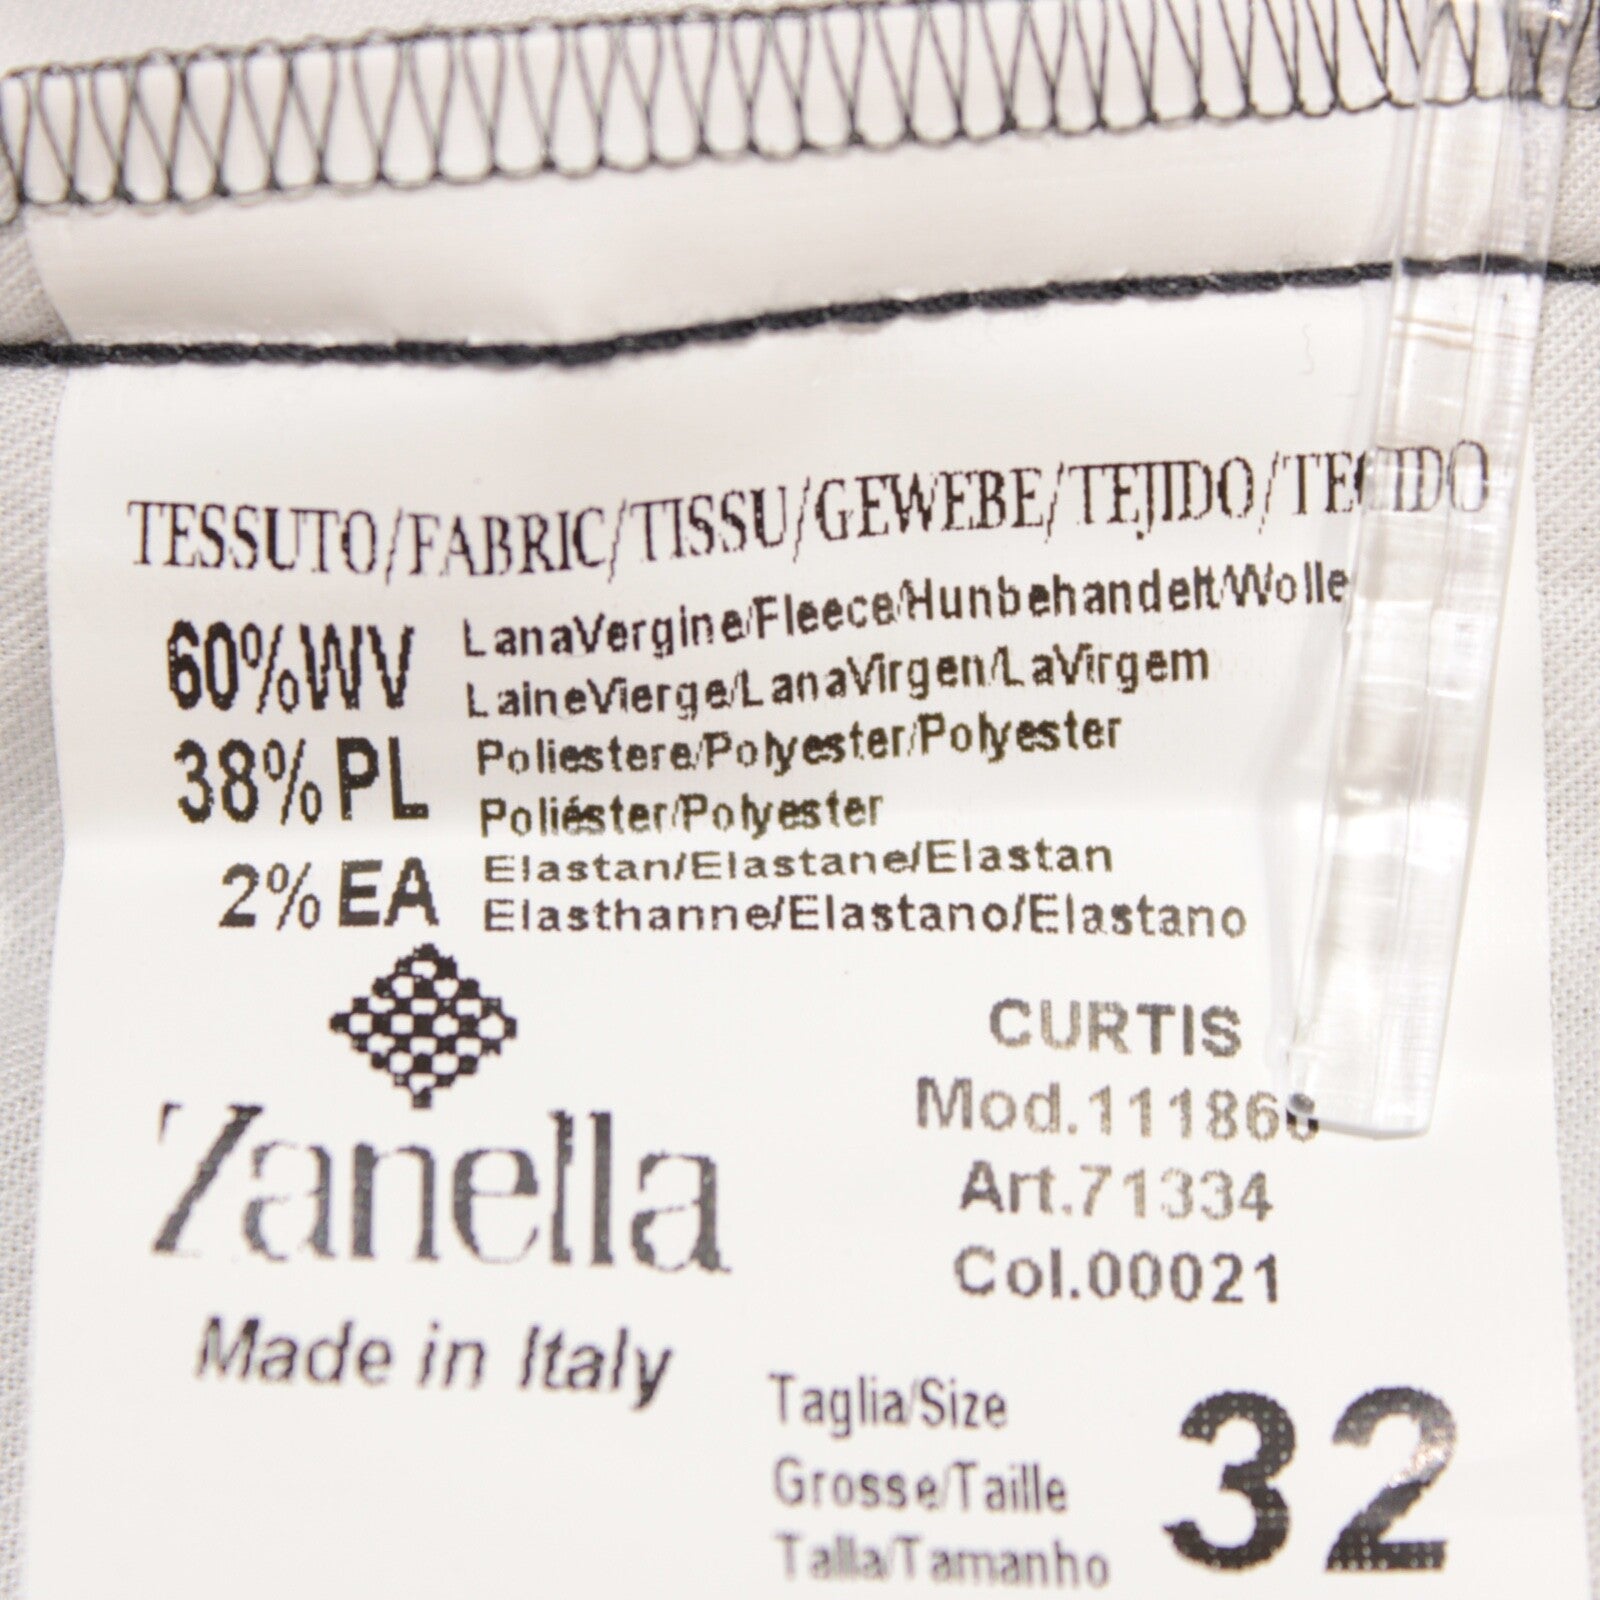 TESSUTO/FABRIC/TISSU/GEWEBE/TEJIDO/TECIDO
60%WV LanaVergine/Fleece/Hunbehandelt/Wolle
LaineVierge/LanaVirgen/LaVirgem
38%PL Poliestere/Polyester/Polyester
Poliéster/Polyester
2%EA Elastan/Elastane/Elastan
Elasthanne/Elastano/Elastano
Zanella
Made in Italy
CURTIS
Mod.
Art.71334
Col.00021
Taglia/Size
Grosse/Taille
Talla/Tamanho
32